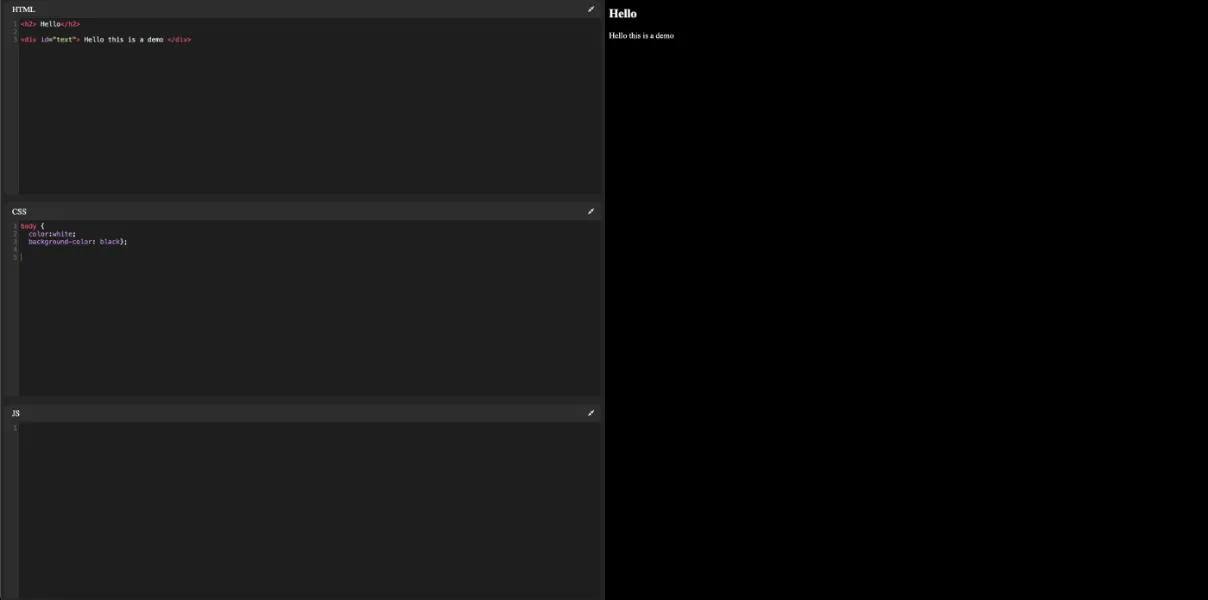 HTML
1 <h2> Hello</h2>
2
3 <div id="text"> Hello this is a demo </div>
CSS
1 body {
2 color:white;
3 background-color: black};
4
5
JS
1
Hello
Hello this is a demo